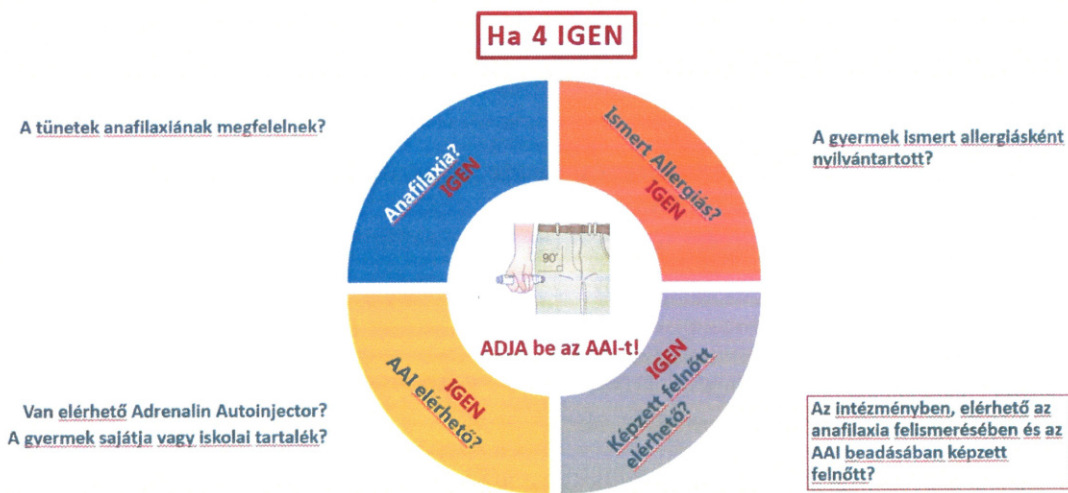 Ha 4 IGEN
A tünetek anafilaxiának megfelelnek?
Anafilaxia?
IGEN
Ismert Allergiás?
IGEN
A gyermek ismert allergiásként
nyilvántartott?
90°
ADJA be az AAI-t!
IGEN
AAI elérhető?
Van elérhető Adrenalin Autoinjector?
A gyermek sajátja vagy iskolai tartalék?
IGEN
Képzett felnőtt
elérhető?
Az intézményben, elérhető az
anafilaxia felismerésében és az
AAI beadásában képzett
felnőtt?